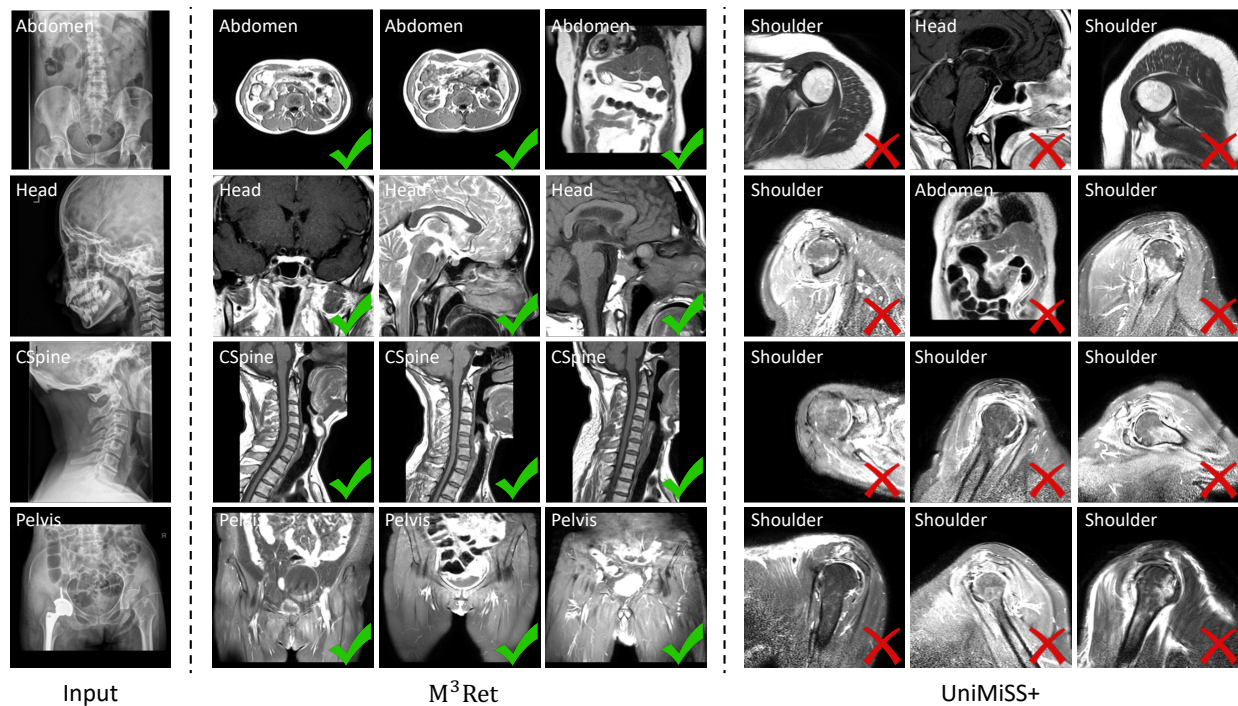 Abdomen Abdomen Abdomen Abdomen Shoulder Head Shoulder
Head Head Head Head Shoulder Abdomen Shoulder
CSpine CSpine CSpine CSpine Shoulder Shoulder Shoulder
Pelvis Pelvis Pelvis Pelvis Shoulder Shoulder Shoulder
R
Input M³Ret UniMiSS+